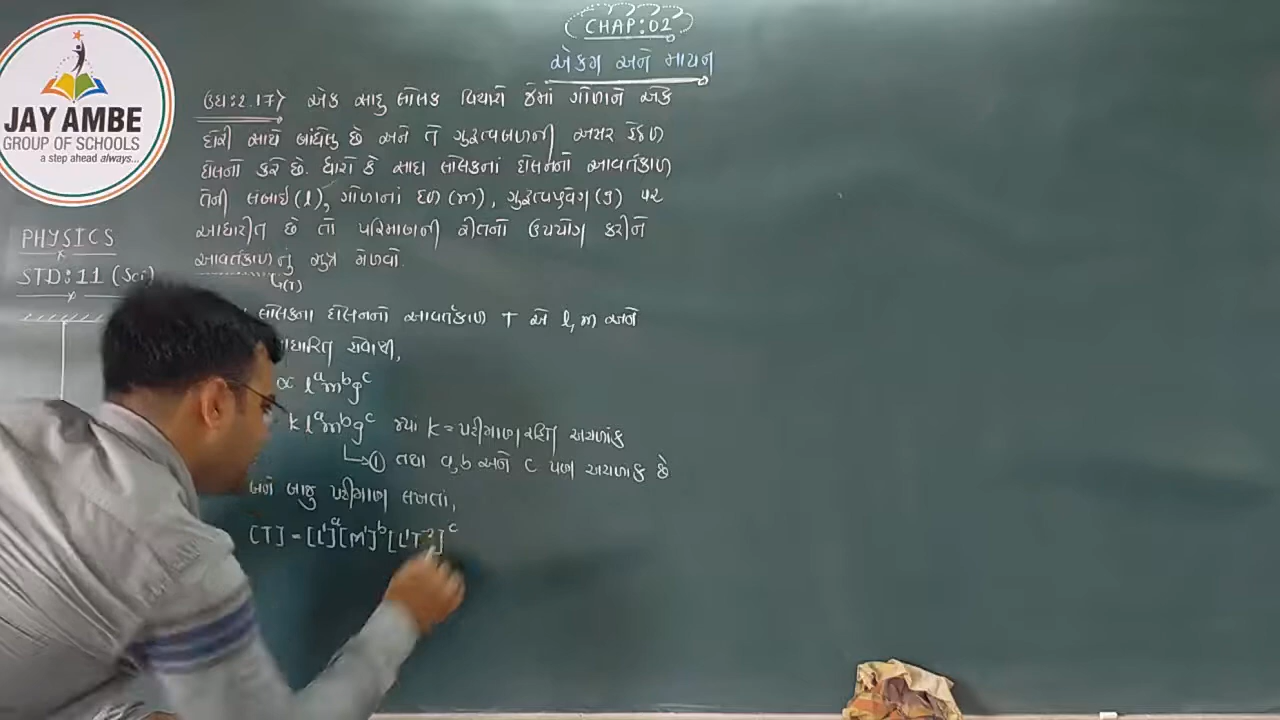 CHAP:02
એકમ અને માપન
JAY AMBE
GROUP OF SCHOOLS
a step ahead always...
PHYSICS
STD:11 (Sci)
ઉદા:2.17> એક સાદુ લોલક વિચારો જેમાં ગોળાને એક
દોરી સાથે બાંધેલુ છે અને તે ગુરુત્વબળની અસર હેઠળ
દોલનો કરે છે. ધારો કે સાદા લોલકનાં દોલનનો આવર્તકાળ
તેની લંબાઇ (l), ગોળાનાં દળ (m), ગુરુત્વપ્રવેગ (g) પર
આધારીત છે તો પરિમાણની રીતનો ઉપયોગ કરીને
આવર્તકાળનું સુત્ર મેળવો.
(T)
લોલકના દોલનનો આવર્તકાળ T એ l, m અને
આધારિત હોવાથી,
∝ l^a m^b g^c
k l^a m^b g^c જ્યાં k = પરીમાણ રહિત અચળાંક
① તથા a, b અને c પણ અચળાંક છે
બંને બાજુ પરીમાણ લખતાં,
[T] = [L¹]^a [M¹]^b [L¹T⁻²]^c